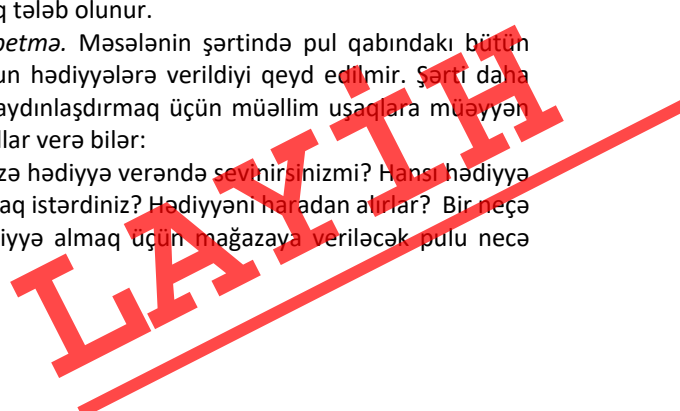 q tələb olunur.
betmə. Məsələnin şərtində pul qabındakı bütün
un hədiyyələrə verildiyi qeyd edilmir. Şərti daha
aydınlaşdırmaq üçün müəllim uşaqlara müəyyən
llar verə bilər:
zə hədiyyə verəndə sevinirsinizmi? Hansı hədiyyə
aq istərdiniz? Hədiyyəni haradan alırlar? Bir neçə
iyyə almaq üçün mağazaya veriləcək pulu necə
LAYİH